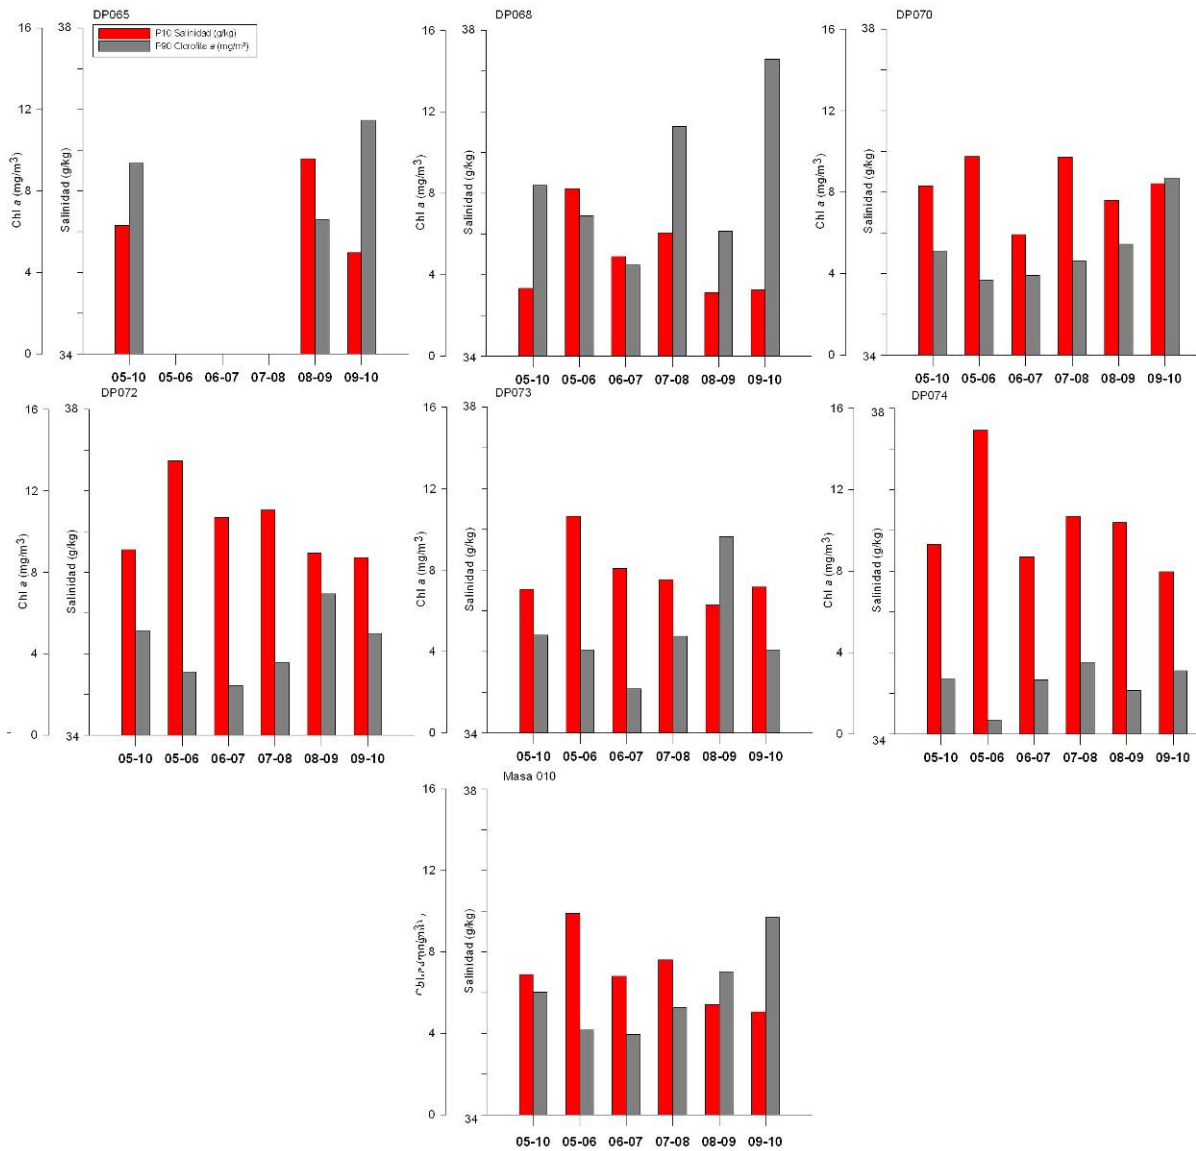 DP065
P10 Salinidad (g/kg)
P90 Clorofila a (mg/m³)
16
12
8
4
0
Chl a (mg/m³)
38
34
Salinidad (g/kg)
05-10 05-06 06-07 07-08 08-09 09-10
DP068
16
12
8
4
0
Chl a (mg/m³)
38
34
Salinidad (g/kg)
05-10 05-06 06-07 07-08 08-09 09-10
DP070
16
12
8
4
0
Chl a (mg/m³)
38
34
Salinidad (g/kg)
05-10 05-06 06-07 07-08 08-09 09-10
DP072
16
12
8
4
0
Chl a (mg/m³)
38
34
Salinidad (g/kg)
05-10 05-06 06-07 07-08 08-09 09-10
DP073
16
12
8
4
0
Chl a (mg/m³)
38
34
Salinidad (g/kg)
05-10 05-06 06-07 07-08 08-09 09-10
DP074
16
12
8
4
0
Chl a (mg/m³)
38
34
Salinidad (g/kg)
05-10 05-06 06-07 07-08 08-09 09-10
Masa 010
16
12
8
4
0
38
34
Salinidad (g/kg)
05-10 05-06 06-07 07-08 08-09 09-10